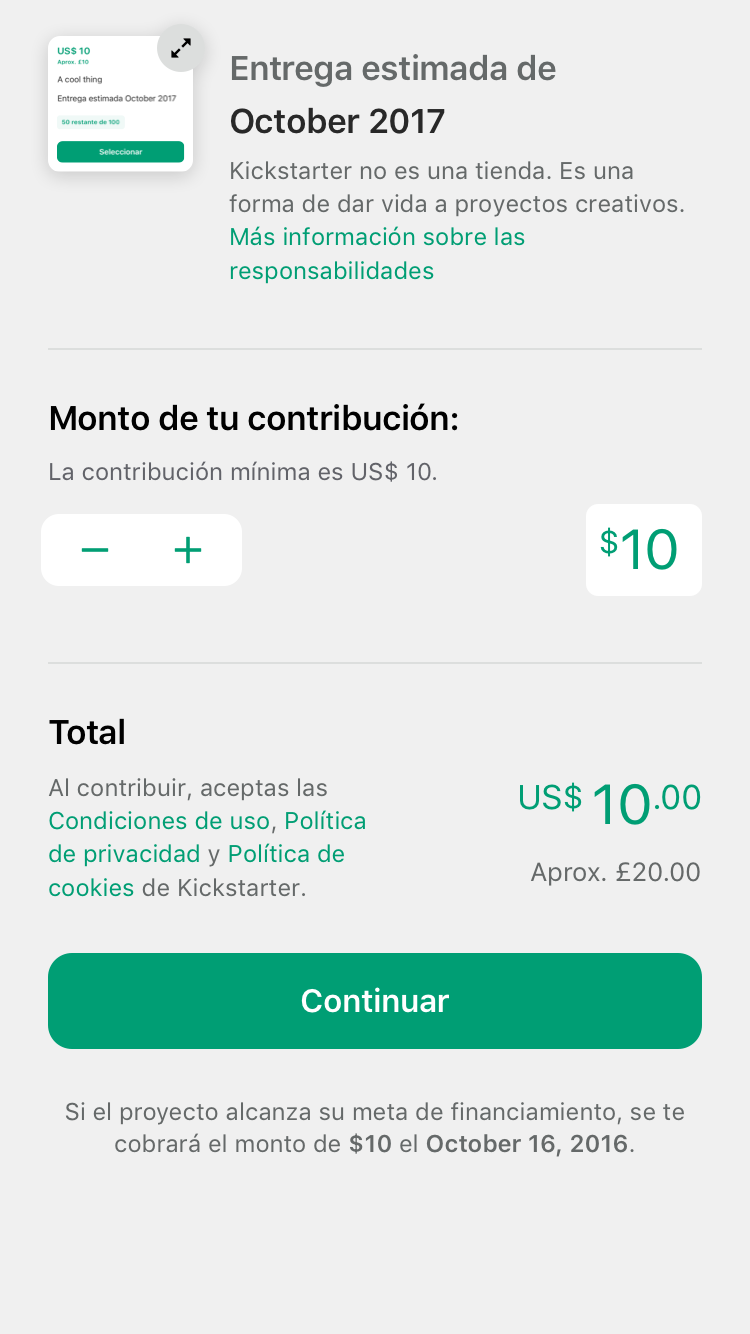 US$ 10
Aprox. £10
A cool thing
Entrega estimada October 2017
50 restante de 100
Seleccionar
Entrega estimada de
October 2017
Kickstarter no es una tienda. Es una
forma de dar vida a proyectos creativos.
Más información sobre las
responsabilidades
Monto de tu contribución:
La contribución mínima es US$ 10.
$10
Total
Al contribuir, aceptas las
Condiciones de uso, Política
de privacidad y Política de
cookies de Kickstarter.
US$ 10.00
Aprox. £20.00
Continuar
Si el proyecto alcanza su meta de financiamiento, se te
cobrará el monto de $10 el October 16, 2016.